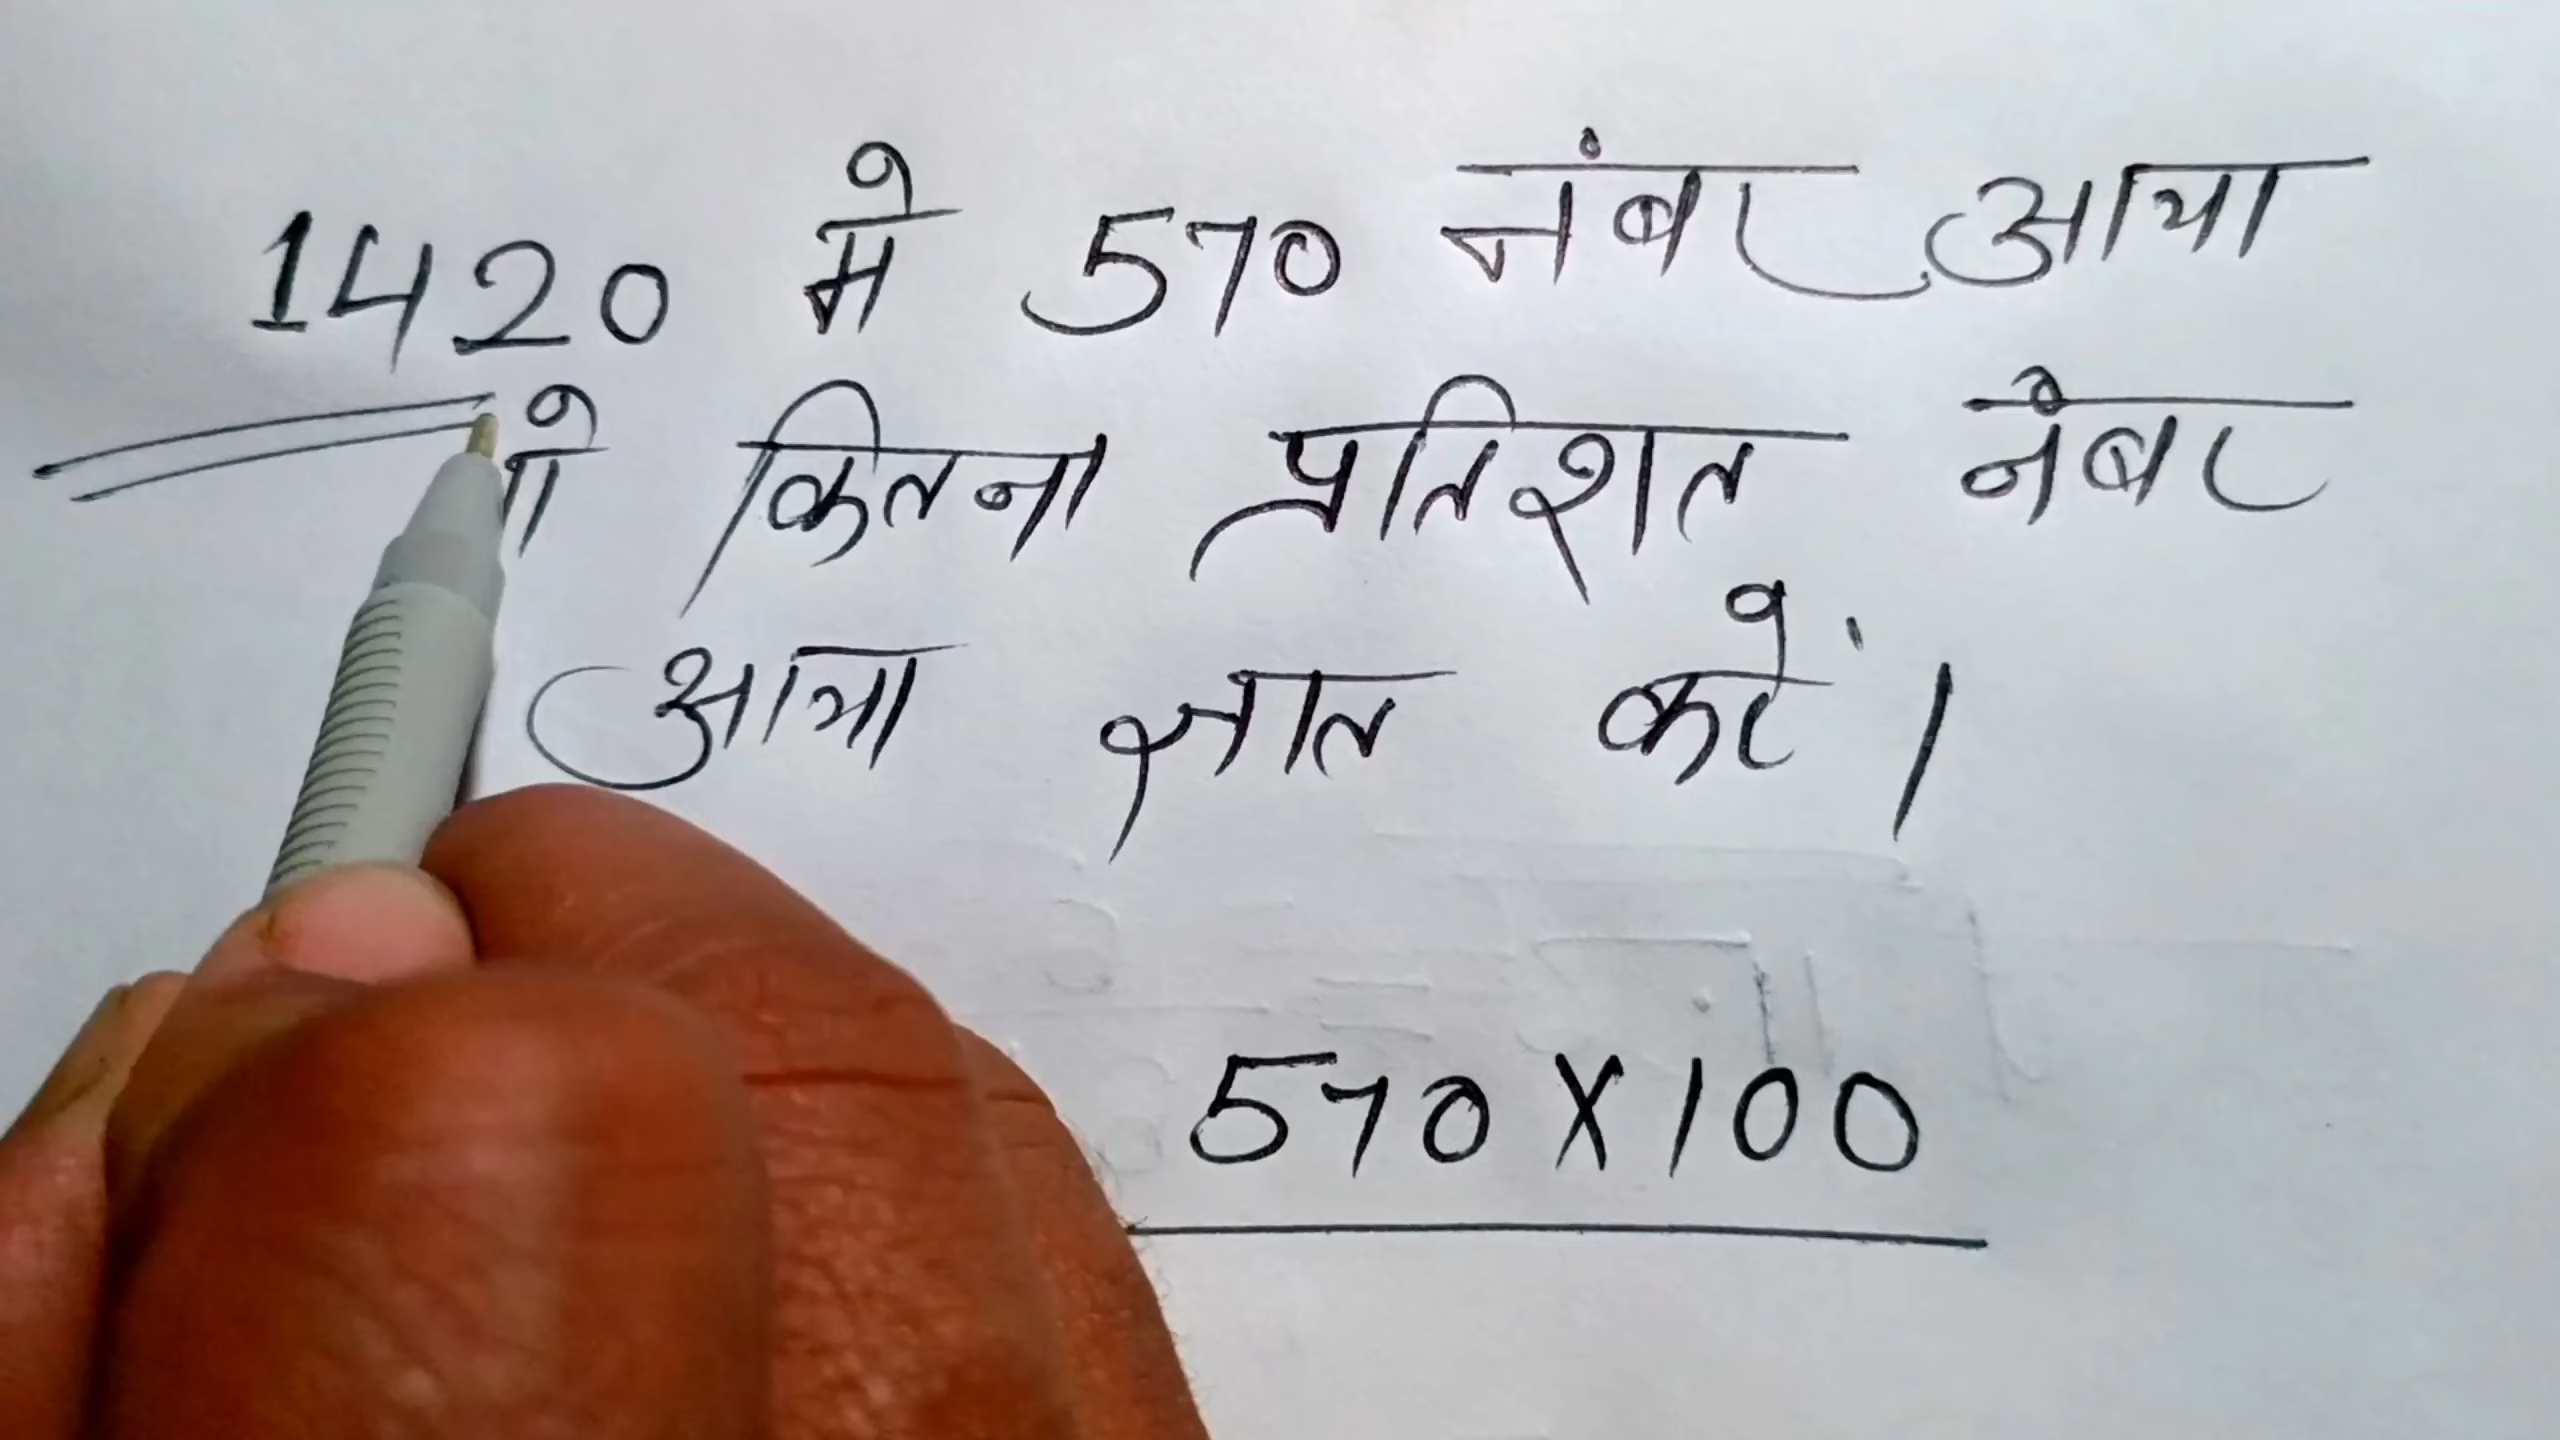 1420 मे 570 नंबर आया
तो कितना प्रतिशत नंबर
आया ज्ञात करें।
570 X 100